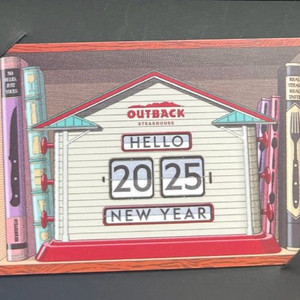 OUTBACK
STEAKHOUSE
HELLO
20 25
NEW YEAR